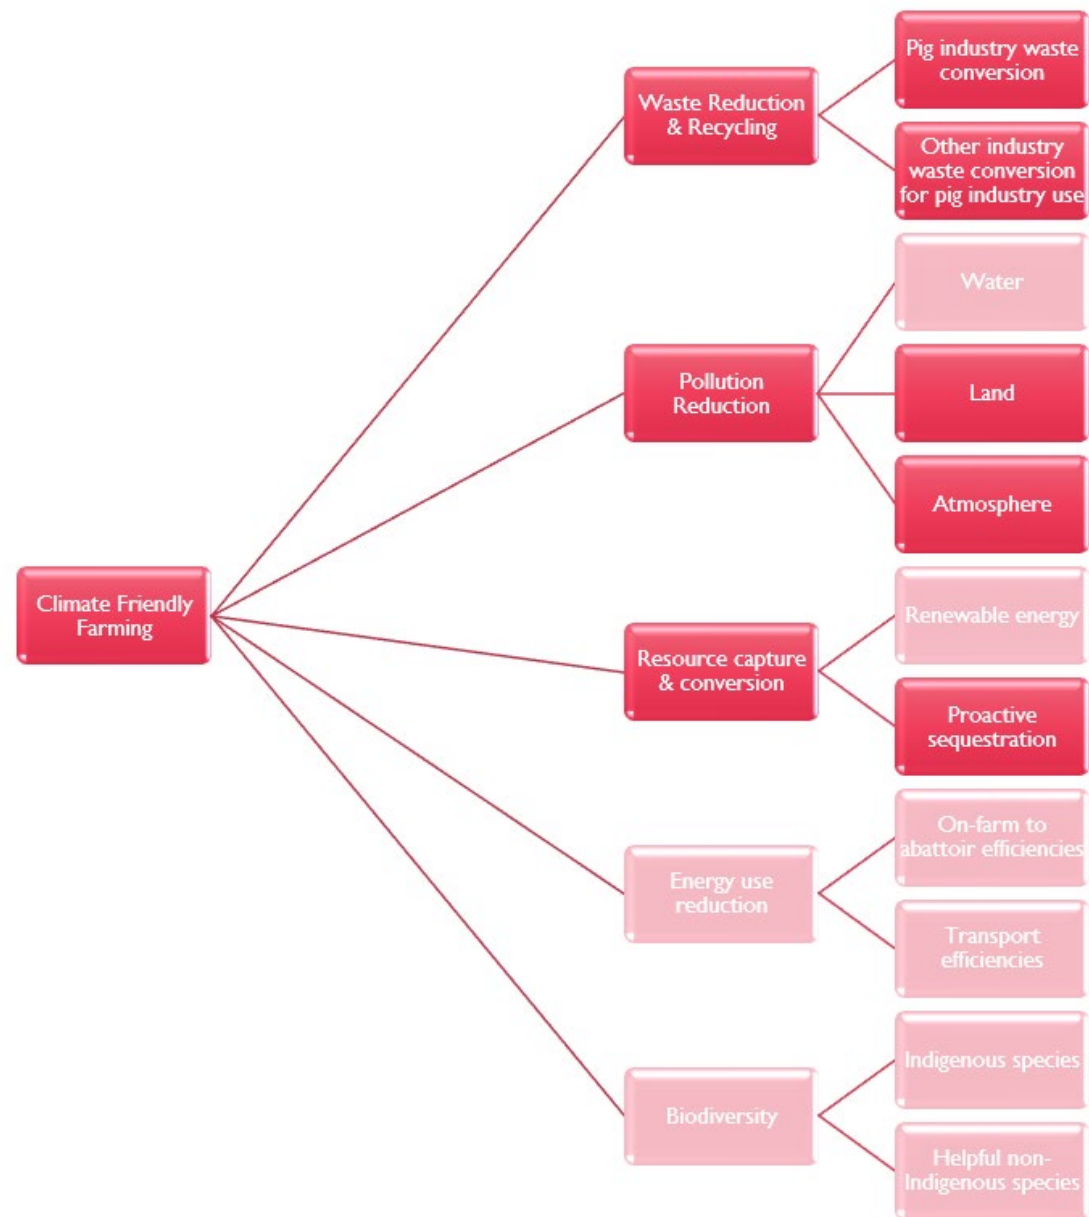 Climate Friendly
Farming
Waste Reduction
& Recycling
Pig industry waste
conversion
Other industry
waste conversion
for pig industry use
Pollution
Reduction
Water
Land
Atmosphere
Resource capture
& conversion
Renewable energy
Proactive
sequestration
Energy use
reduction
On-farm to
abattoir efficiencies
Transport
efficiencies
Biodiversity
Indigenous species
Helpful non-
Indigenous species